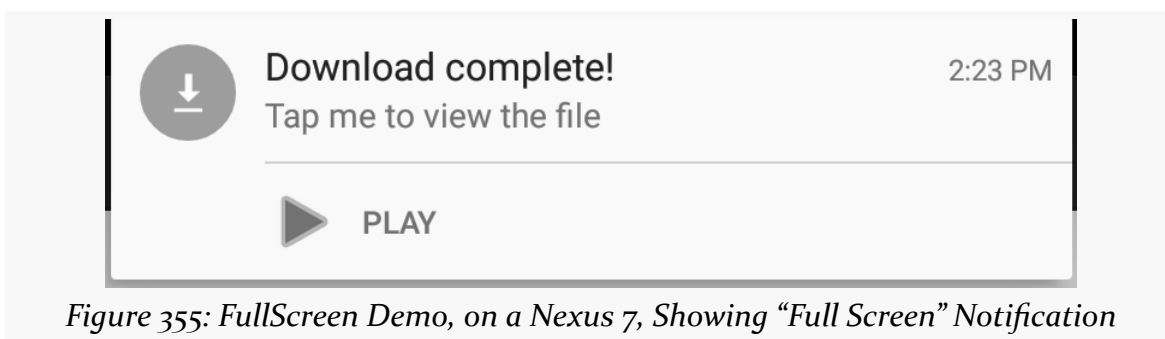 Download complete!
2:23 PM
Tap me to view the file
PLAY
Figure 355: FullScreen Demo, on a Nexus 7, Showing “Full Screen” Notification